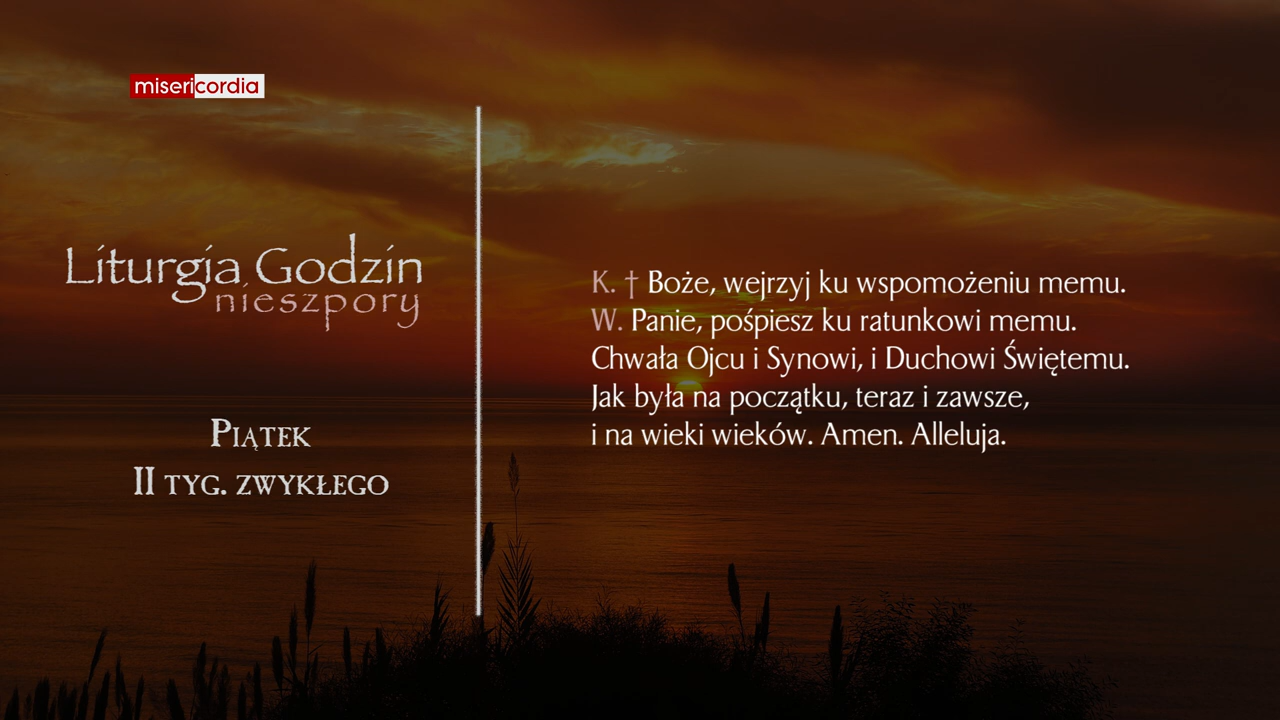 misericordia
Liturgia Godzin
nieszpory
Piątek
II tyg. zwykłego
K. † Boże, wejrzyj ku wspomożeniu memu.
W. Panie, pośpiesz ku ratunkowi memu.
Chwała Ojcu i Synowi, i Duchowi Świętemu.
Jak była na początku, teraz i zawsze,
i na wieki wieków. Amen. Alleluja.